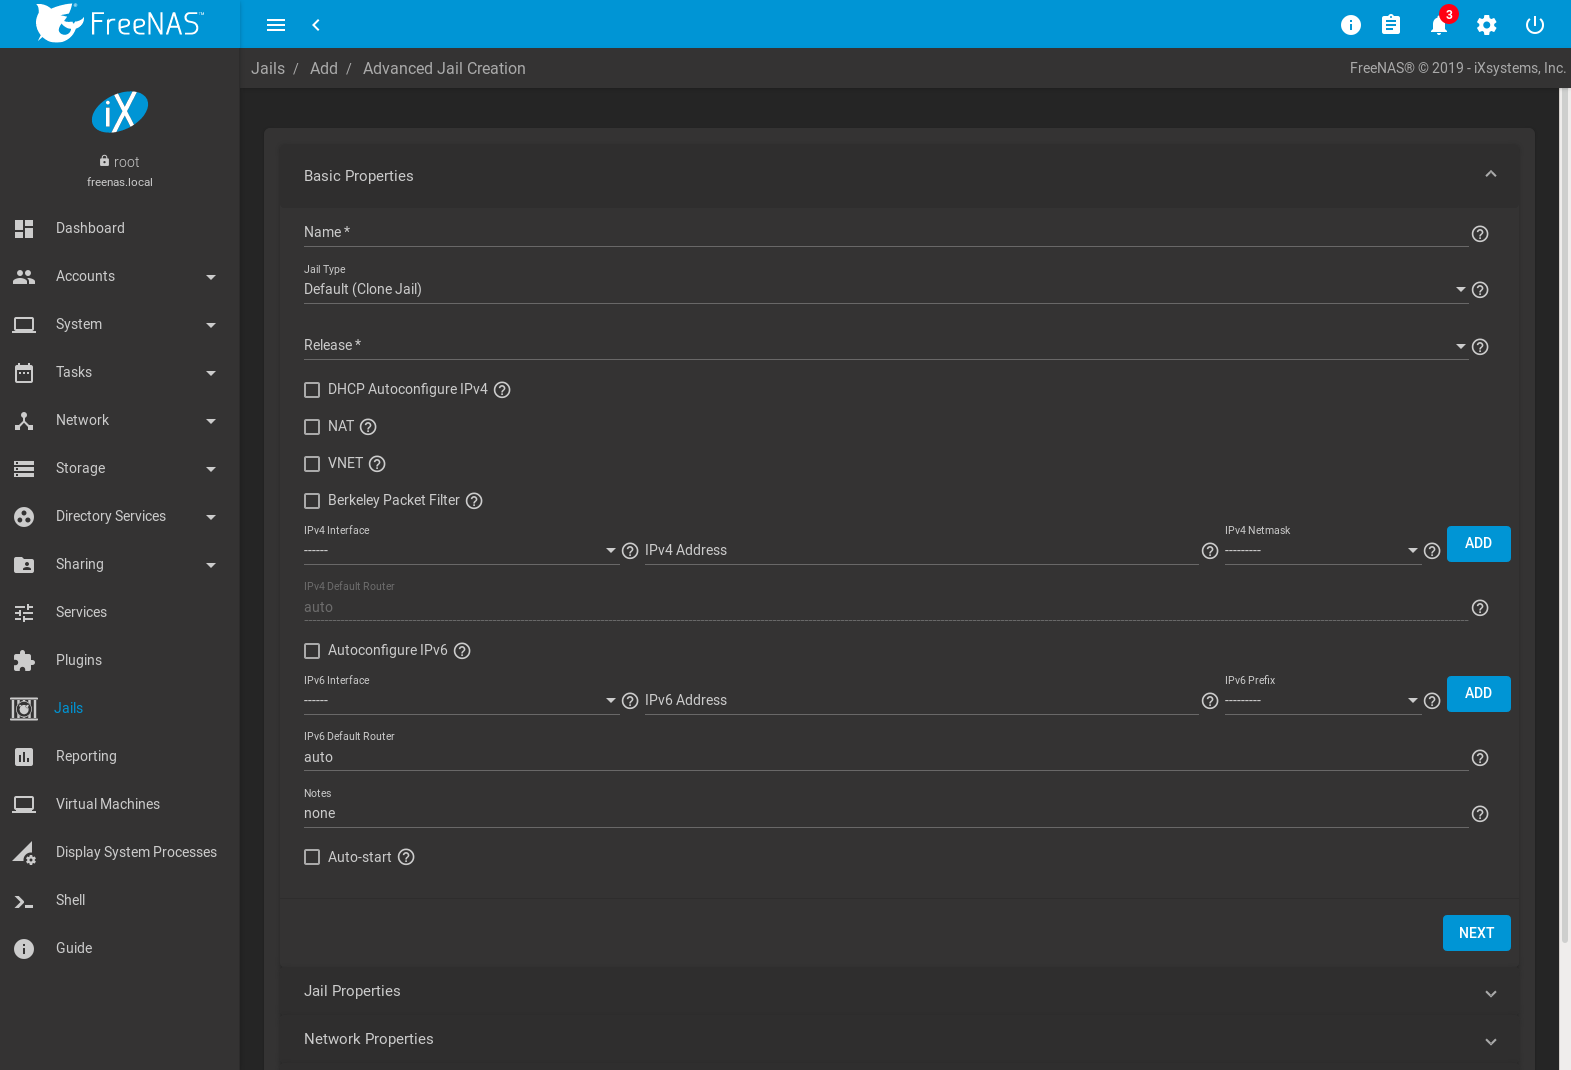 FreeNAS™
3
Jails / Add / Advanced Jail Creation
FreeNAS® © 2019 - iXsystems, Inc.
iX
root
freenas.local
Dashboard
Accounts
System
Tasks
Network
Storage
Directory Services
Sharing
Services
Plugins
Jails
Reporting
Virtual Machines
Display System Processes
Shell
Guide
Basic Properties
Name *
Jail Type
Default (Clone Jail)
Release *
DHCP Autoconfigure IPv4
NAT
VNET
Berkeley Packet Filter
IPv4 Interface
------
IPv4 Address
IPv4 Netmask
---------
ADD
IPv4 Default Router
auto
Autoconfigure IPv6
IPv6 Interface
------
IPv6 Address
IPv6 Prefix
---------
ADD
IPv6 Default Router
auto
Notes
none
Auto-start
NEXT
Jail Properties
Network Properties